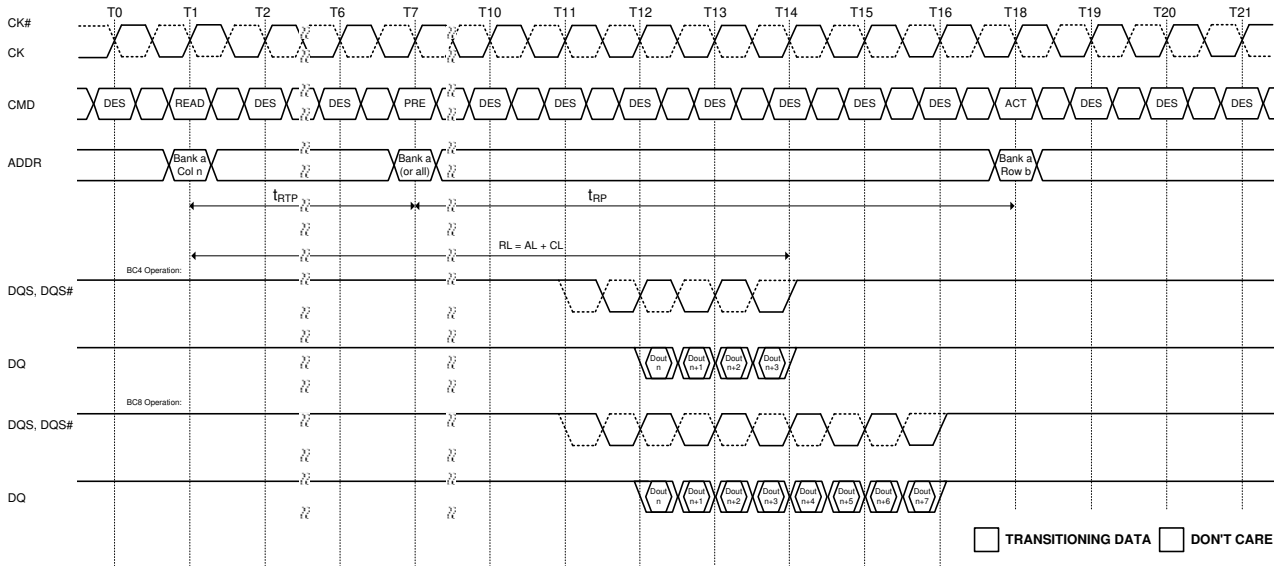 T0 T1 T2 T6 T7 T10 T11 T12 T13 T14 T15 T16 T18 T19 T20 T21
CK#
CK
CMD DES READ DES DES PRE DES DES DES DES DES DES DES ACT DES DES DES
ADDR
Bank a
Col n
Bank a
(or all)
Bank a
Row b
tRTP
tRP
RL = AL + CL
BC4 Operation:
DQS, DQS#
DQ
Dout
n
Dout
n+1
Dout
n+2
Dout
n+3
BC8 Operation:
DQS, DQS#
DQ
Dout
n
Dout
n+1
Dout
n+2
Dout
n+3
Dout
n+4
Dout
n+5
Dout
n+6
Dout
n+7
TRANSITIONING DATA
DON'T CARE